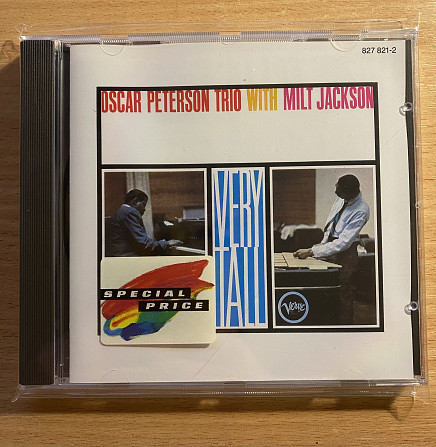 827 821-2
OSCAR PETERSON TRIO WITH MILT JACKSON
VERY
TALL
SPECIAL
PRICE
Verve